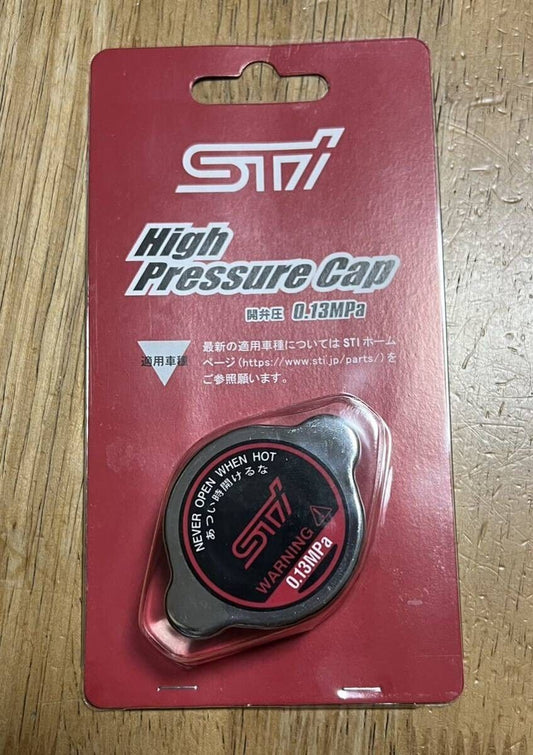 STI
High
Pressure Cap
開弁圧 0.13MPa
適用車種
最新の適用車種については STI ホーム
ページ(https://www.sti.jp/parts/)を
ご参照願います。
NEVER OPEN WHEN HOT
あつい時開けるな
STI
WARNING
0.13MPa